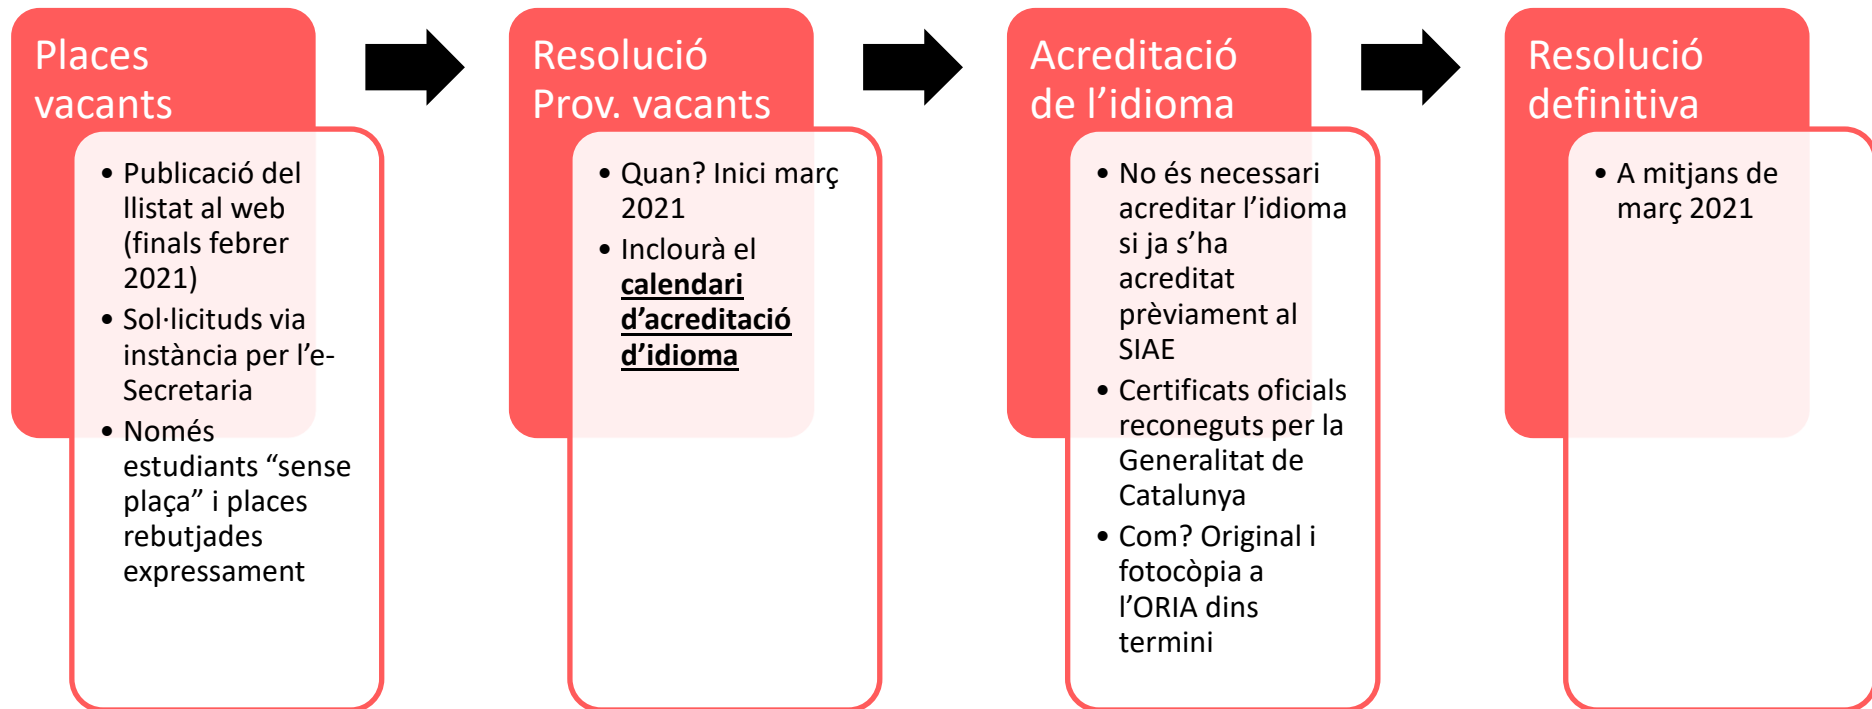 Places
vacants
• Publicació del
llistat al web
(finals febrer
2021)
• Sol·licituds via
instància per l’e-
Secretaria
• Només
estudiants “sense
plaça” i places
rebutjades
expressament
Resolució
Prov. vacants
• Quan? Inici març
2021
• Inclourà el
calendari
d’acreditació
d’idioma
Acreditació
de l’idioma
• No és necessari
acreditar l’idioma
si ja s’ha
acreditat
prèviament al
SIAE
• Certificats oficials
reconeguts per la
Generalitat de
Catalunya
• Com? Original i
fotocòpia a
l’ORIA dins
termini
Resolució
definitiva
• A mitjans de
març 2021